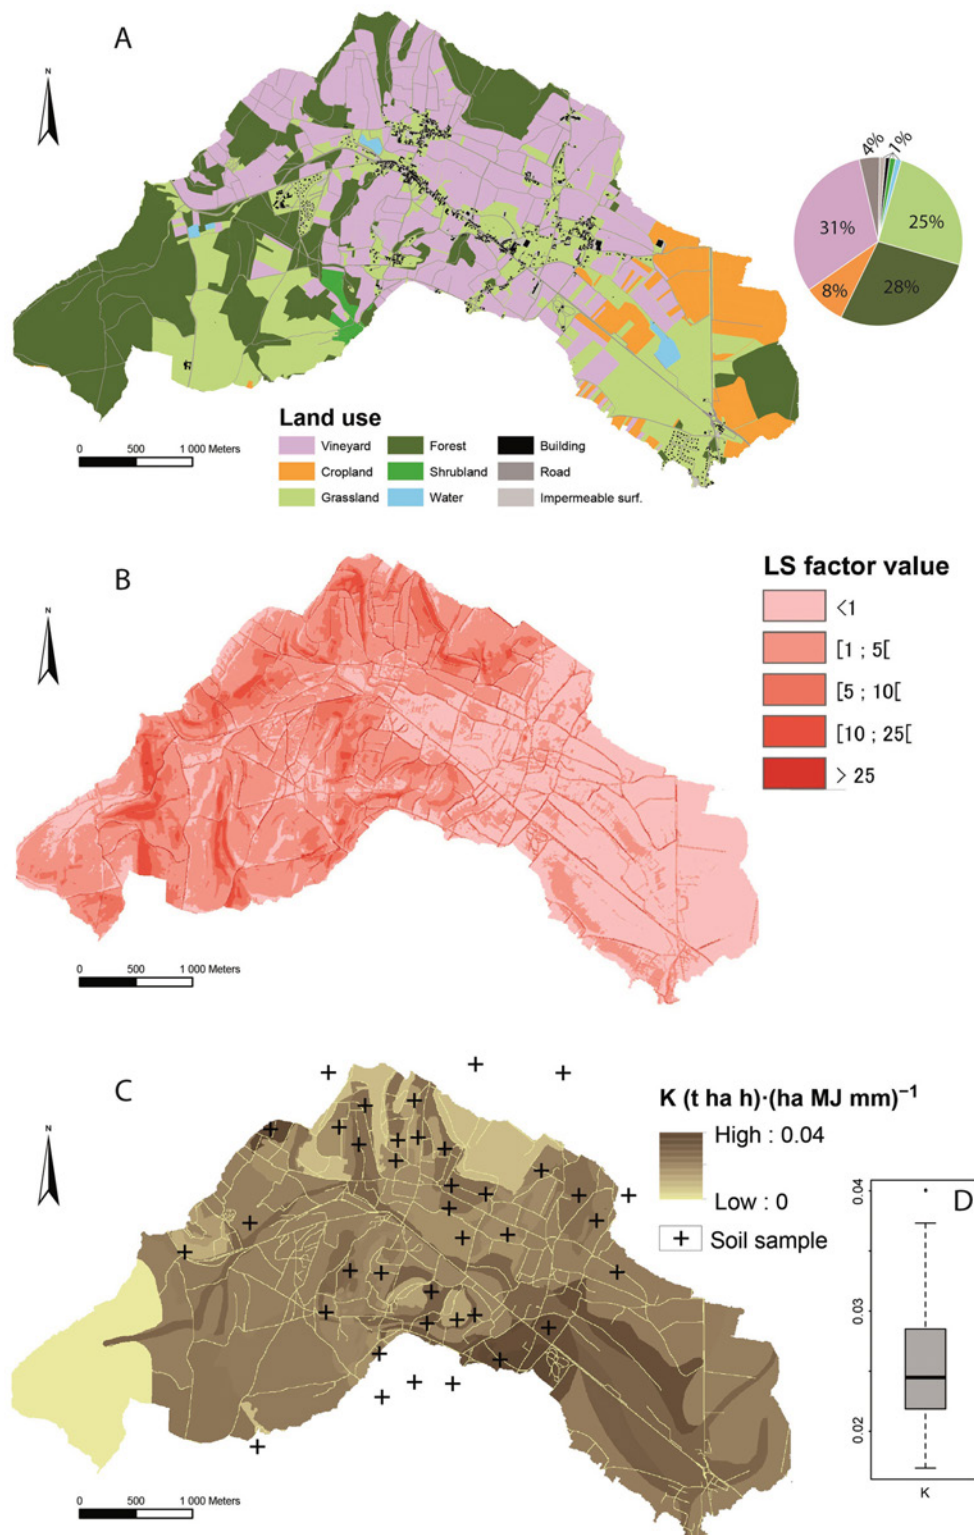 A
N
4%
1%
31%
25%
8%
28%
Land use
Vineyard
Forest
Building
Cropland
Shrubland
Road
Grassland
Water
Impermeable surf.
0 500 1 000 Meters
B
N
LS factor value
<1
[1 ; 5[
[5 ; 10[
[10 ; 25[
> 25
0 500 1 000 Meters
C
N
K (t ha h)·(ha MJ mm)⁻¹
High : 0.04
Low : 0
+ Soil sample
D
0.04
0.03
0.02
K
0 500 1 000 Meters